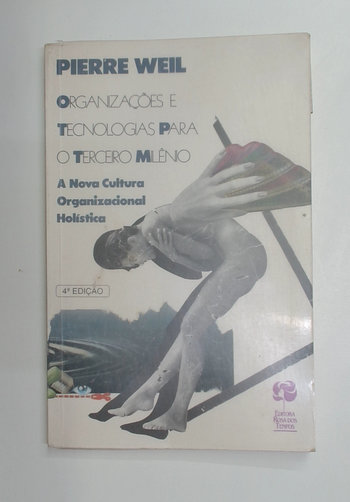 PIERRE WEIL
ORGANIZAÇÕES E
TECNOLOGIAS PARA
O TERCEIRO MILÊNIO
A Nova Cultura
Organizacional
Holística
4ª EDIÇÃO
EDITORA
ROSA DOS
TEMPOS